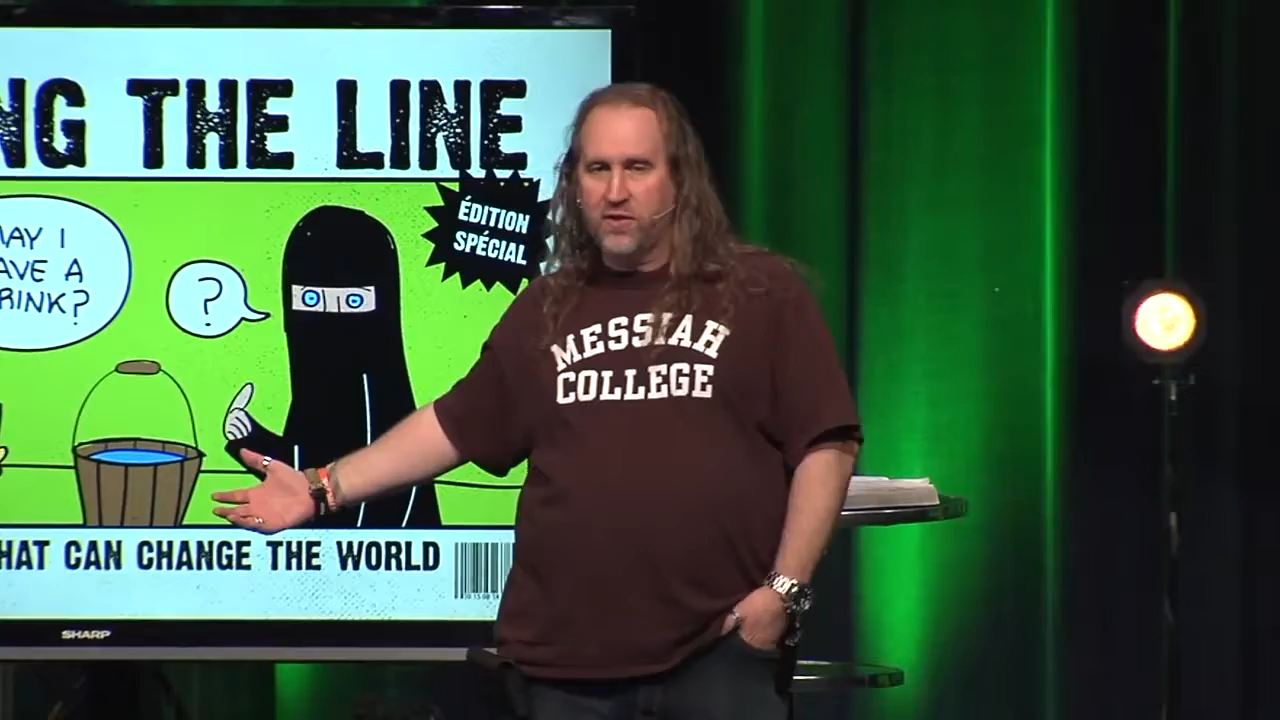 NG THE LINE
ÉDITION
SPÉCIAL
AY I
AVE A
RINK?
?
MESSIAH
COLLEGE
HAT CAN CHANGE THE WORLD
SHARP